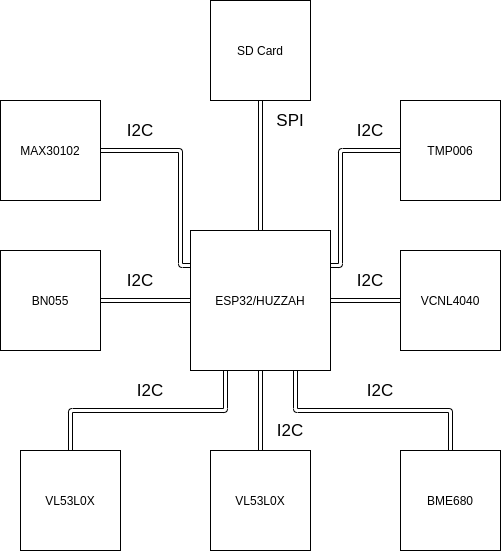 SD Card
SPI
I2C
I2C
MAX30102
TMP006
I2C
I2C
BN055
ESP32/HUZZAH
VCNL4040
I2C
I2C
I2C
VL53L0X
VL53L0X
BME680